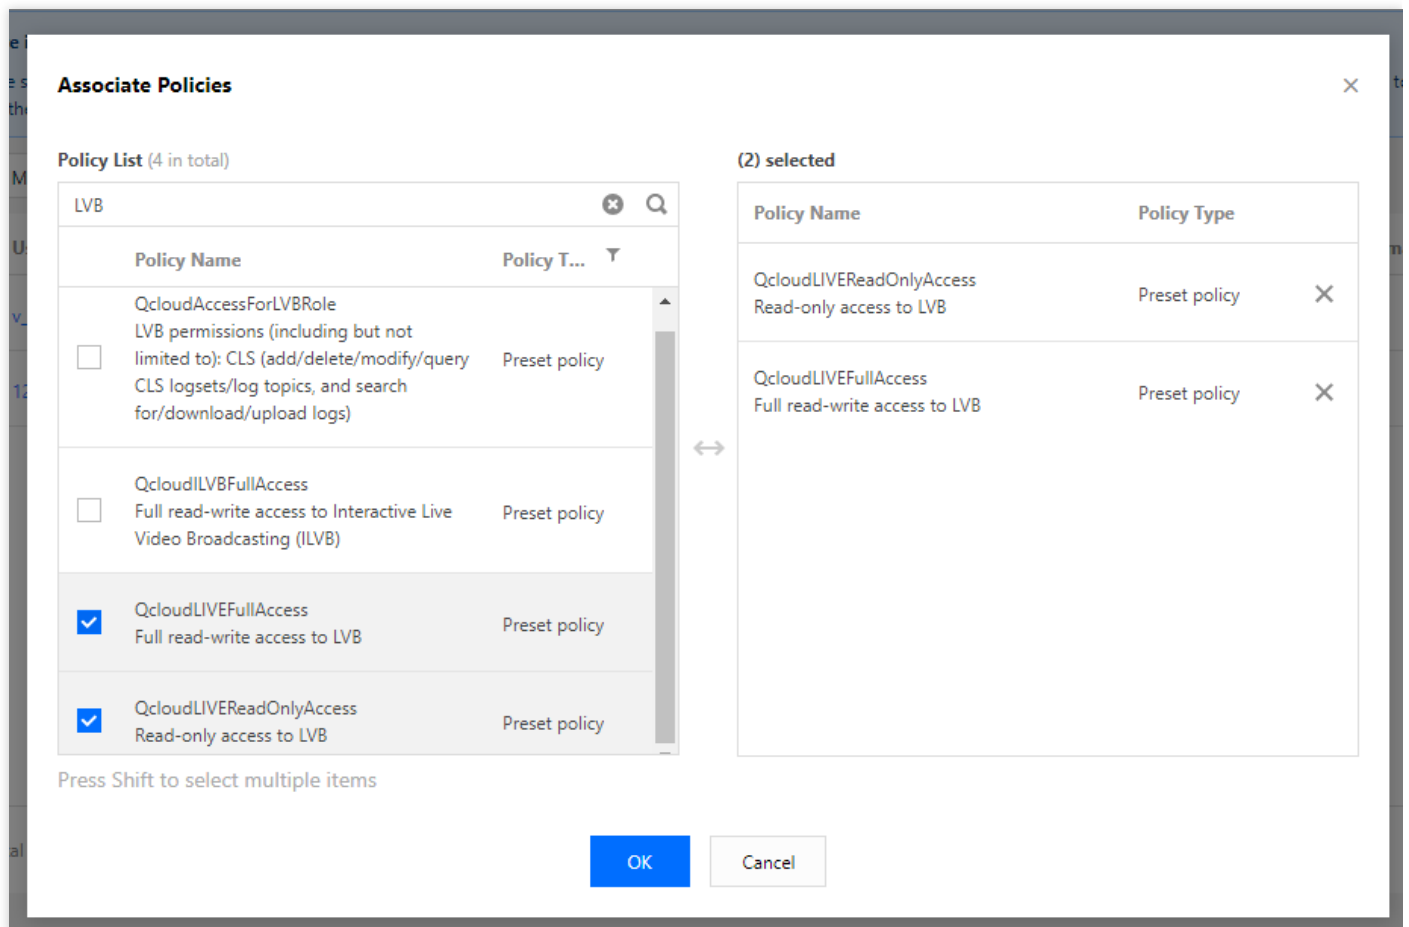 Associate Policies
Policy List (4 in total)
(2) selected
LVB
Policy Name
Policy T...
QcloudAccessForLVBRole
LVB permissions (including but not
limited to): CLS (add/delete/modify/query
CLS logsets/log topics, and search
for/download/upload logs)
Preset policy
QcloudILVBFullAccess
Full read-write access to Interactive Live
Video Broadcasting (ILVB)
Preset policy
QcloudLIVEFullAccess
Full read-write access to LVB
Preset policy
QcloudLIVEReadOnlyAccess
Read-only access to LVB
Preset policy
Press Shift to select multiple items
Policy Name
Policy Type
QcloudLIVEReadOnlyAccess
Read-only access to LVB
Preset policy
QcloudLIVEFullAccess
Full read-write access to LVB
Preset policy
OK
Cancel